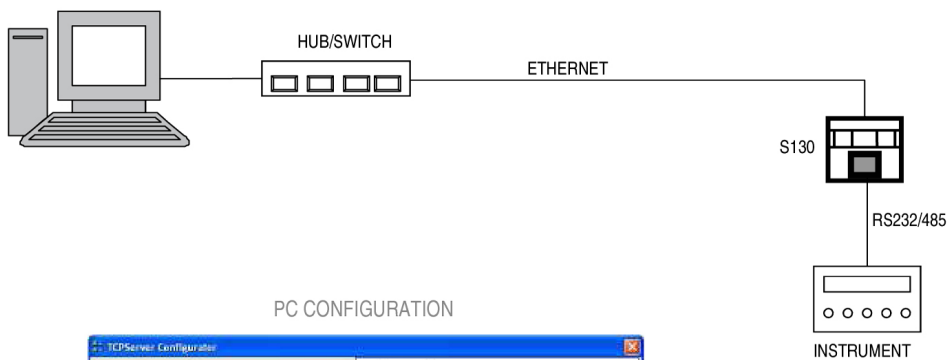 HUB/SWITCH
ETHERNET
S130
RS232/485
INSTRUMENT
PC CONFIGURATION
TCPServer Configurator